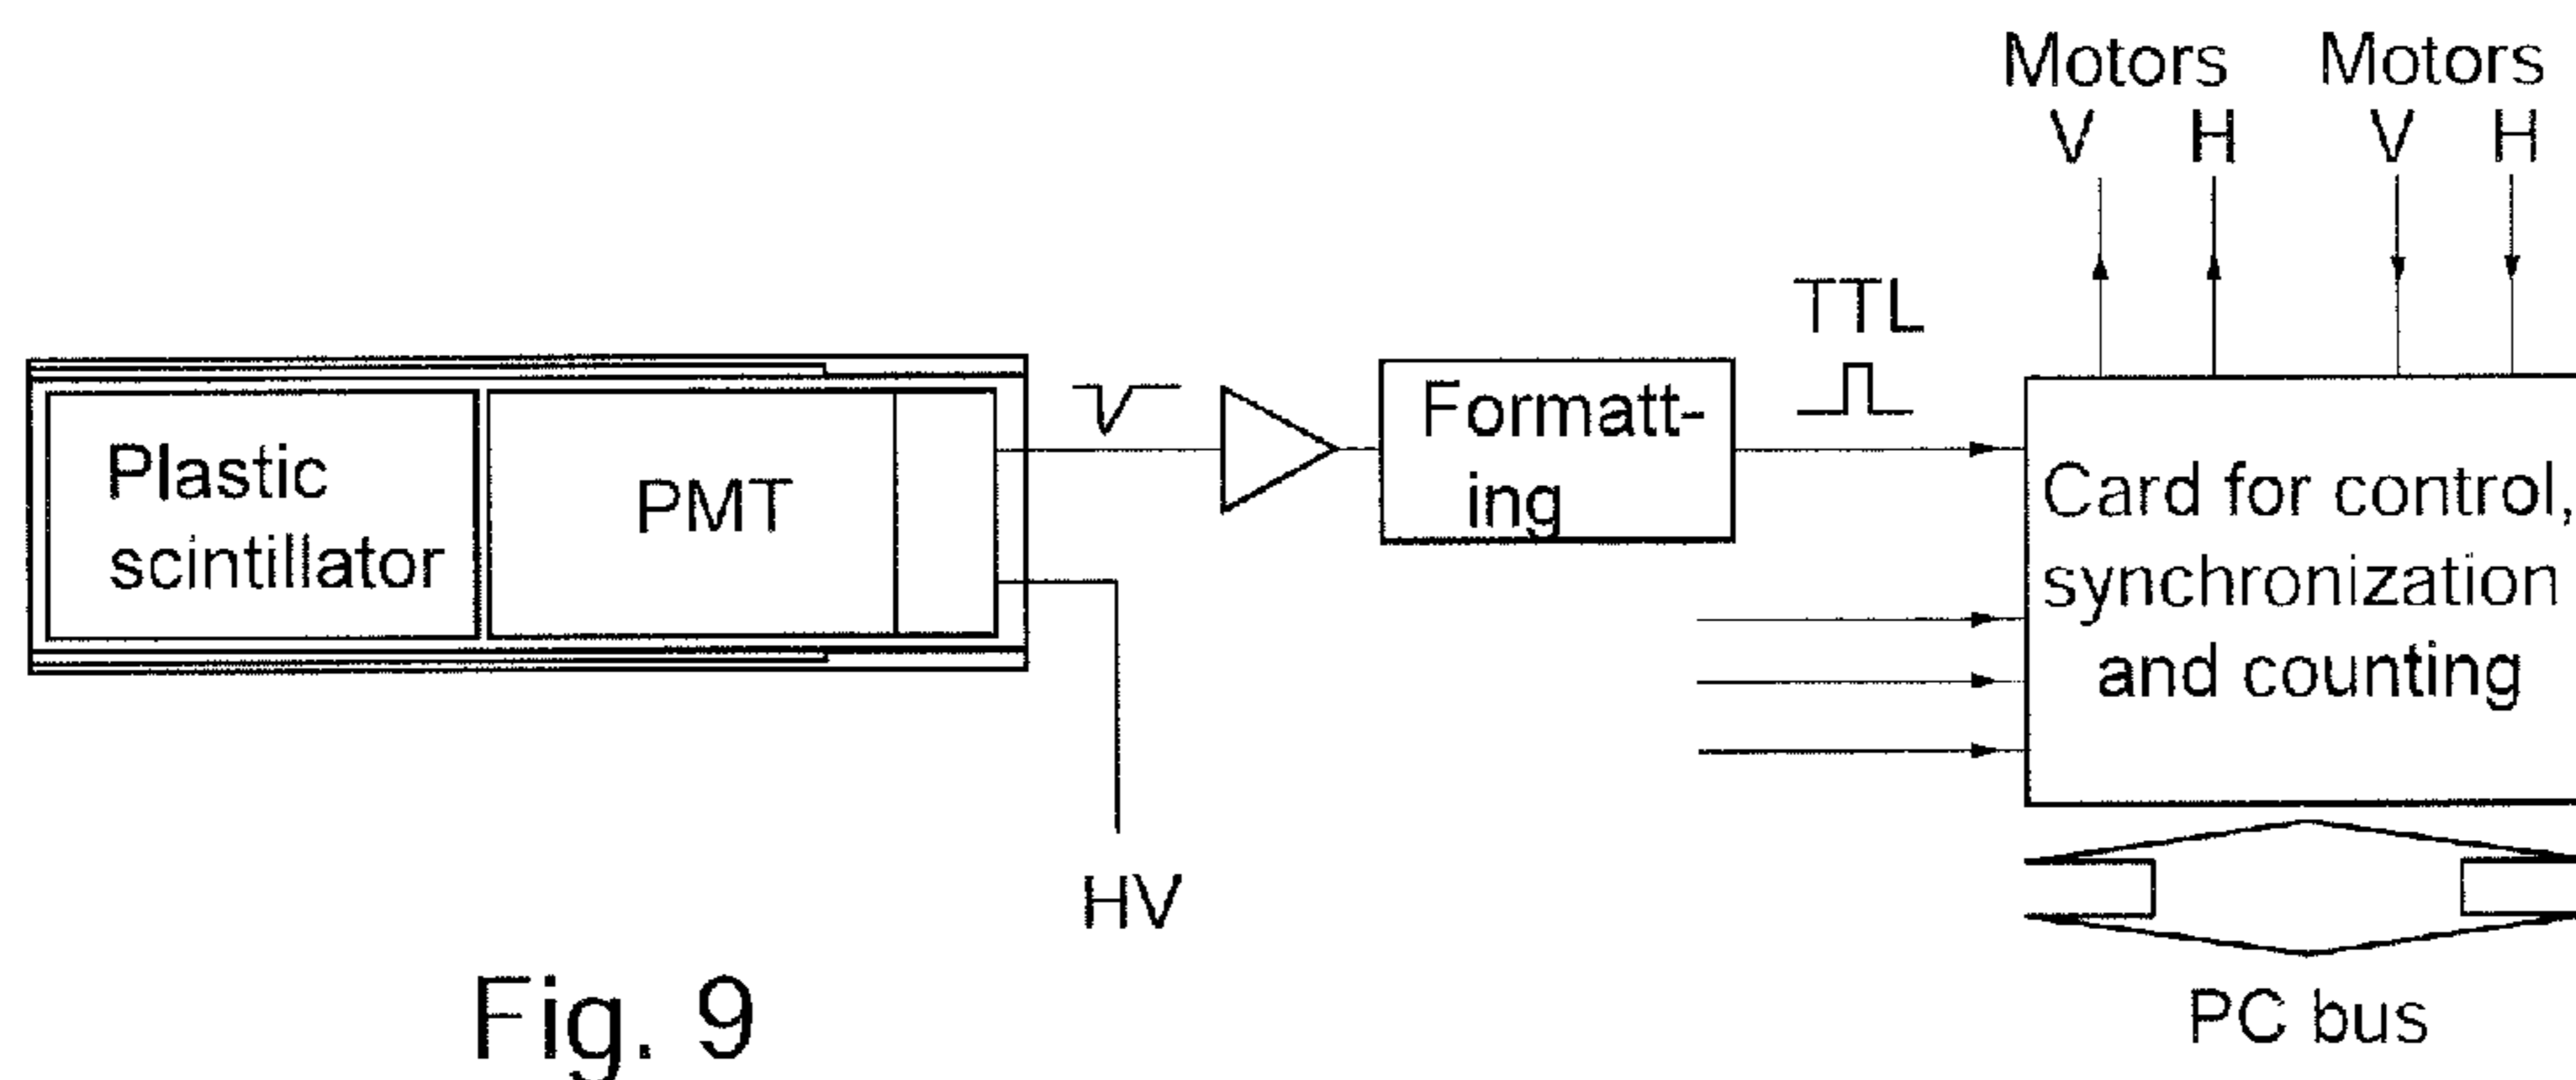 Motors Motors
V H V H
TTL
Plastic
scintillator
PMT
Formatt-
ing
Card for control,
synchronization
and counting
HV
PC bus
Fig. 9